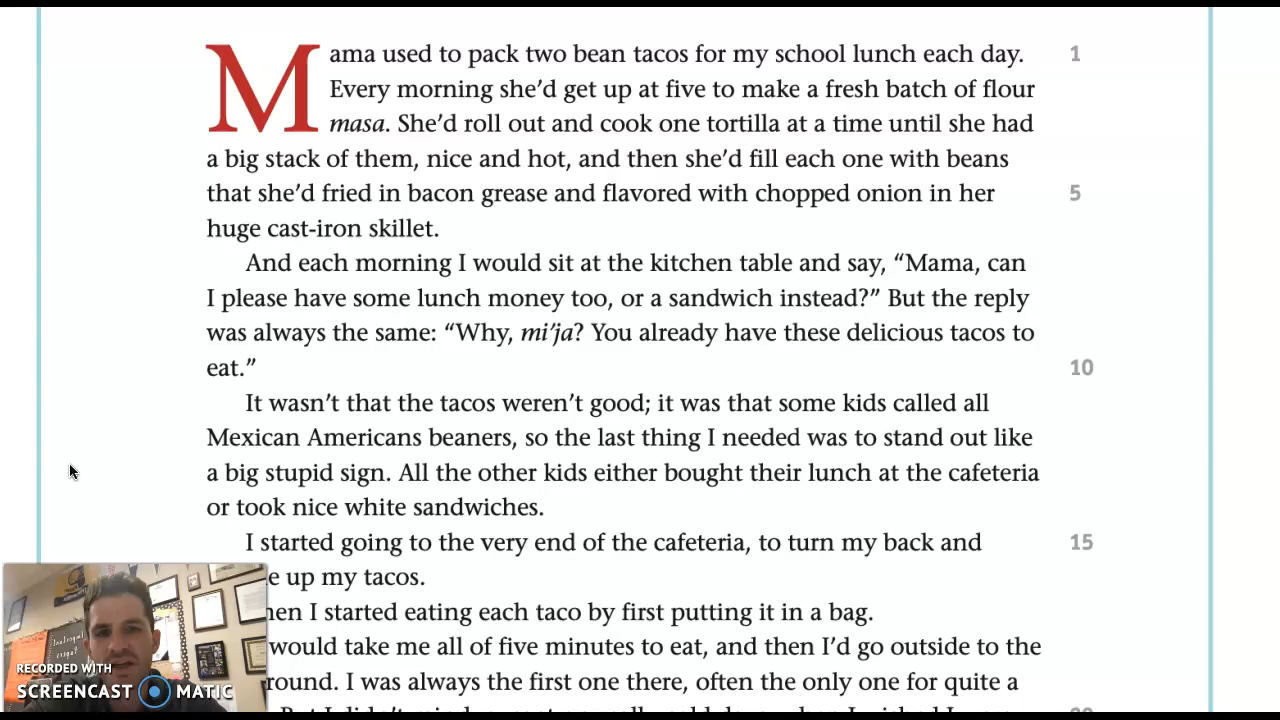 Mama used to pack two bean tacos for my school lunch each day. 1
Every morning she’d get up at five to make a fresh batch of flour
masa. She’d roll out and cook one tortilla at a time until she had
a big stack of them, nice and hot, and then she’d fill each one with beans
that she’d fried in bacon grease and flavored with chopped onion in her 5
huge cast-iron skillet.
And each morning I would sit at the kitchen table and say, “Mama, can
I please have some lunch money too, or a sandwich instead?” But the reply
was always the same: “Why, mi’ja? You already have these delicious tacos to
eat.” 10
It wasn’t that the tacos weren’t good; it was that some kids called all
Mexican Americans beaners, so the last thing I needed was to stand out like
a big stupid sign. All the other kids either bought their lunch at the cafeteria
or took nice white sandwiches.
I started going to the very end of the cafeteria, to turn my back and 15
up my tacos.
I started eating each taco by first putting it in a bag.
would take me all of five minutes to eat, and then I’d go outside to the
I was always the first one there, often the only one for quite a
RECORDED WITH
SCREENCAST MATIC